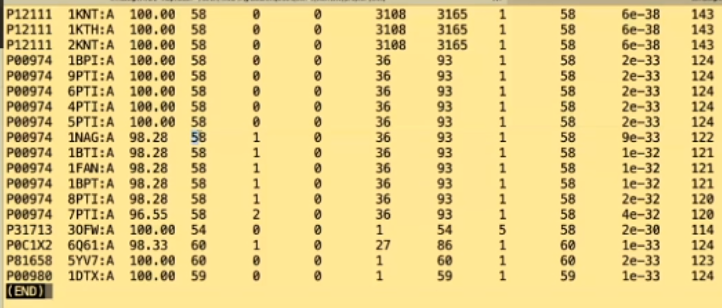 P12111 1KNT:A 100.00 58 0 0 3108 3165 1 58 6e-38 143
P12111 1KTH:A 100.00 58 0 0 3108 3165 1 58 6e-38 143
P12111 2KNT:A 100.00 58 0 0 3108 3165 1 58 6e-38 143
P00974 1BPI:A 100.00 58 0 0 36 93 1 58 2e-33 124
P00974 9PTI:A 100.00 58 0 0 36 93 1 58 2e-33 124
P00974 6PTI:A 100.00 58 0 0 36 93 1 58 2e-33 124
P00974 4PTI:A 100.00 58 0 0 36 93 1 58 2e-33 124
P00974 5PTI:A 100.00 58 0 0 36 93 1 58 2e-33 124
P00974 1NAG:A 98.28 58 1 0 36 93 1 58 9e-33 122
P00974 1BTI:A 98.28 58 1 0 36 93 1 58 1e-32 121
P00974 1FAN:A 98.28 58 1 0 36 93 1 58 1e-32 121
P00974 1BPT:A 98.28 58 1 0 36 93 1 58 1e-32 121
P00974 8PTI:A 98.28 58 1 0 36 93 1 58 2e-32 120
P00974 7PTI:A 96.55 58 2 0 36 93 1 58 4e-32 120
P31713 3OFW:A 100.00 54 0 0 1 54 5 58 2e-30 114
P0C1X2 6Q61:A 98.33 60 1 0 27 86 1 60 1e-33 124
P81658 5YV7:A 100.00 60 0 0 1 60 1 60 2e-33 123
P00980 1DTX:A 100.00 59 0 0 1 59 1 59 1e-33 124
(END)